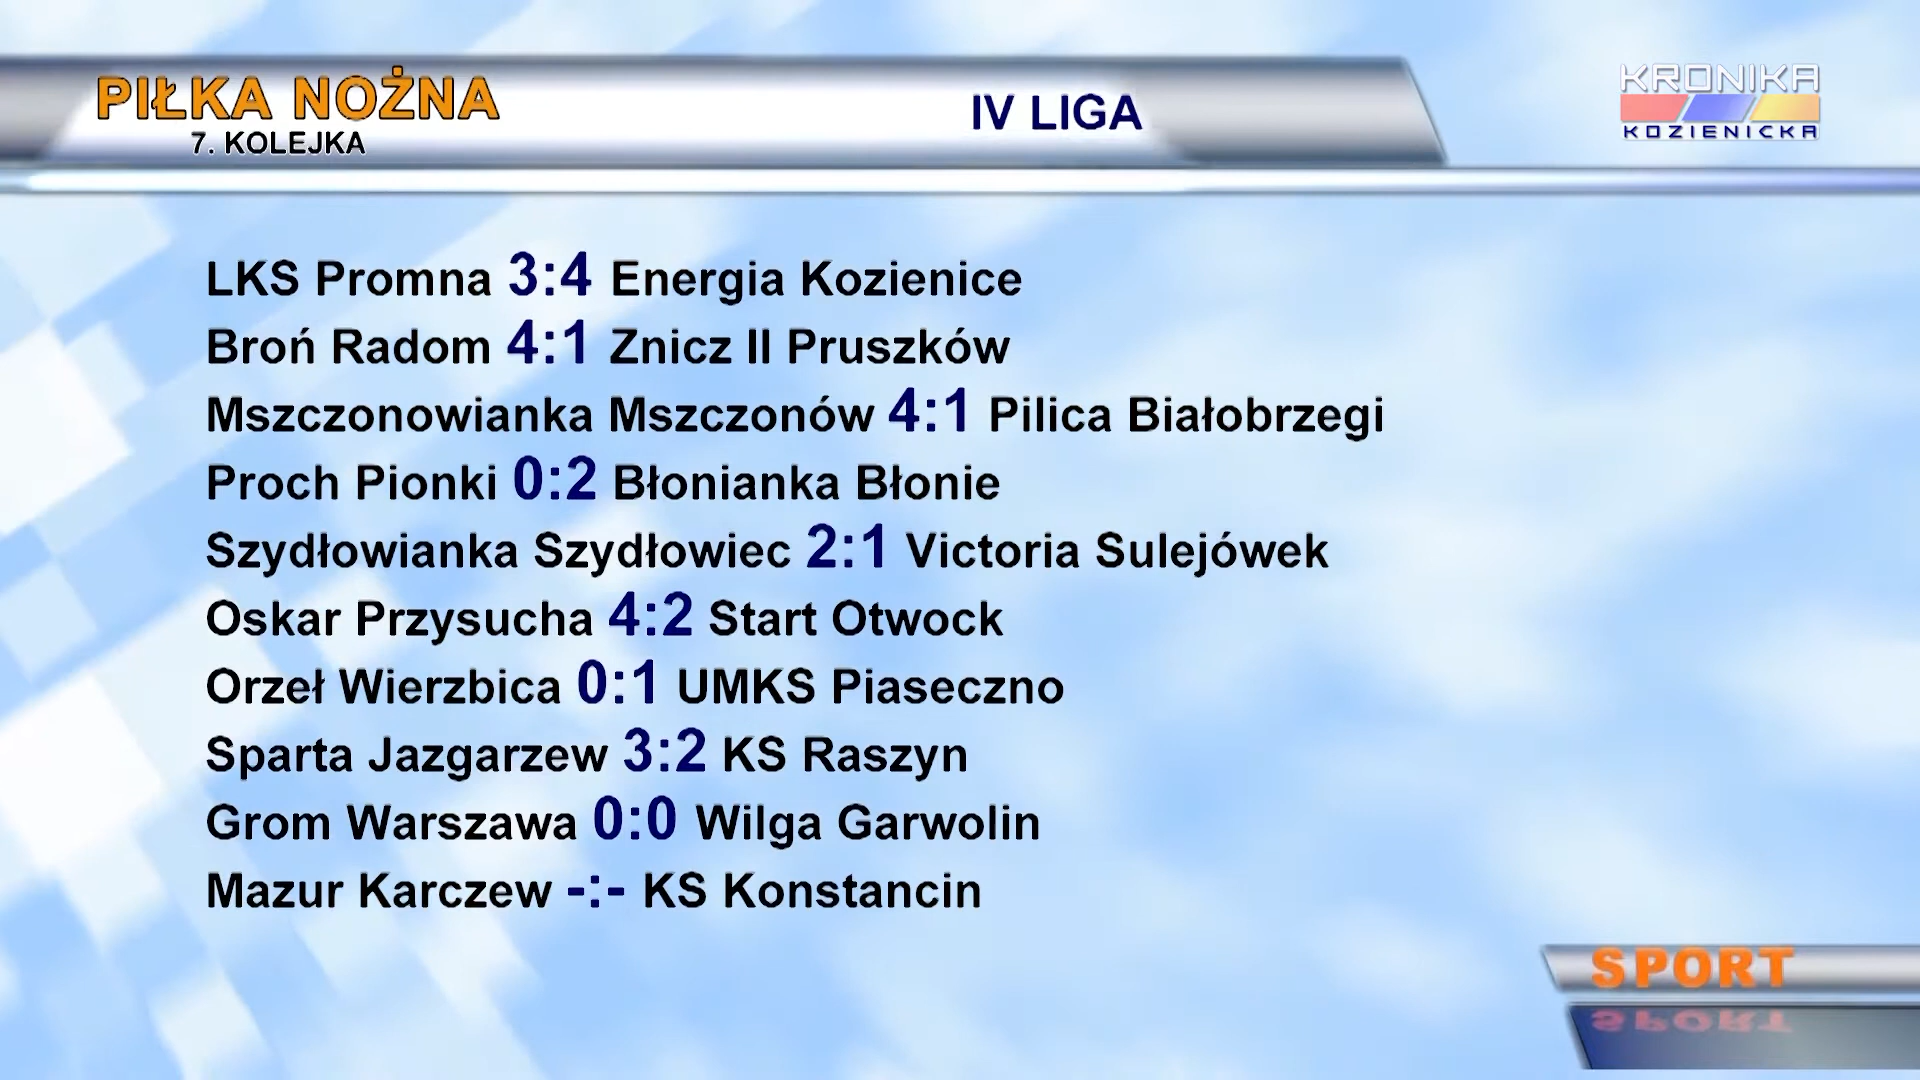 PIŁKA NOŻNA
7. KOLEJKA
IV LIGA
KRONIKA
KOZIENICKA
LKS Promna 3:4 Energia Kozienice
Broń Radom 4:1 Znicz II Pruszków
Mszczonowianka Mszczonów 4:1 Pilica Białobrzegi
Proch Pionki 0:2 Błonianka Błonie
Szydłowianka Szydłowiec 2:1 Victoria Sulejówek
Oskar Przysucha 4:2 Start Otwock
Orzeł Wierzbica 0:1 UMKS Piaseczno
Sparta Jazgarzew 3:2 KS Raszyn
Grom Warszawa 0:0 Wilga Garwolin
Mazur Karczew -:- KS Konstancin
SPORT